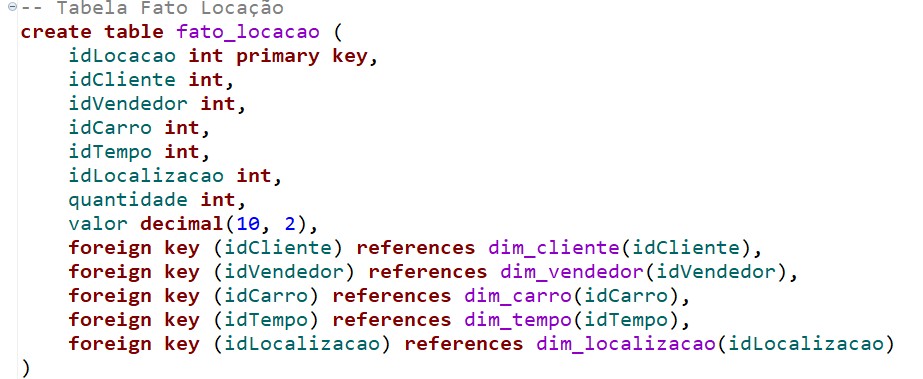 -- Tabela Fato Locação
create table fato_locacao (
    idLocacao int primary key,
    idCliente int,
    idVendedor int,
    idCarro int,
    idTempo int,
    idLocalizacao int,
    quantidade int,
    valor decimal(10, 2),
    foreign key (idCliente) references dim_cliente(idCliente),
    foreign key (idVendedor) references dim_vendedor(idVendedor),
    foreign key (idCarro) references dim_carro(idCarro),
    foreign key (idTempo) references dim_tempo(idTempo),
    foreign key (idLocalizacao) references dim_localizacao(idLocalizacao)
)